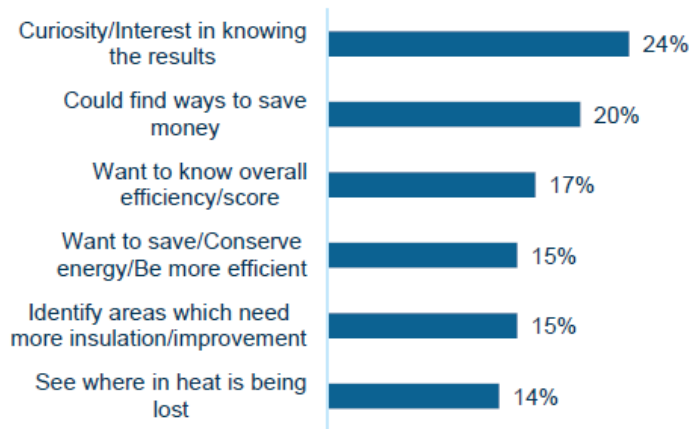 Curiosity/Interest in knowing
the results
24%
Could find ways to save
money
20%
Want to know overall
efficiency/score
17%
Want to save/Conserve
energy/Be more efficient
15%
Identify areas which need
more insulation/improvement
15%
See where in heat is being
lost
14%